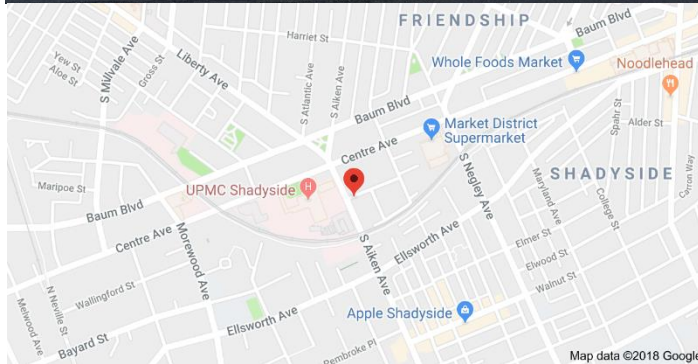 FRIENDSHIP
Baum Blvd
Harriet St
Yew St
Aloe St
S Millvale Ave
Gross St
Liberty Ave
S Atlantic Ave
S Aiken Ave
Whole Foods Market
Noodlehead
Baum Blvd
Market District
Supermarket
Centre Ave
Alder St
Spahr St
SHADYSIDE
UPMC Shadyside
H
Maripoe St
Baum Blvd
Centre Ave
Morewood Ave
S Negley Ave
Maryland Ave
College St
Elmer St
Elwood St
Walnut St
S Aiken Ave
Ellsworth Ave
Wallingford St
N Neville St
Melwood Ave
Bayard St
Ellsworth Ave
Apple Shadyside
Pembroke Pl
Map data ©2018 Google